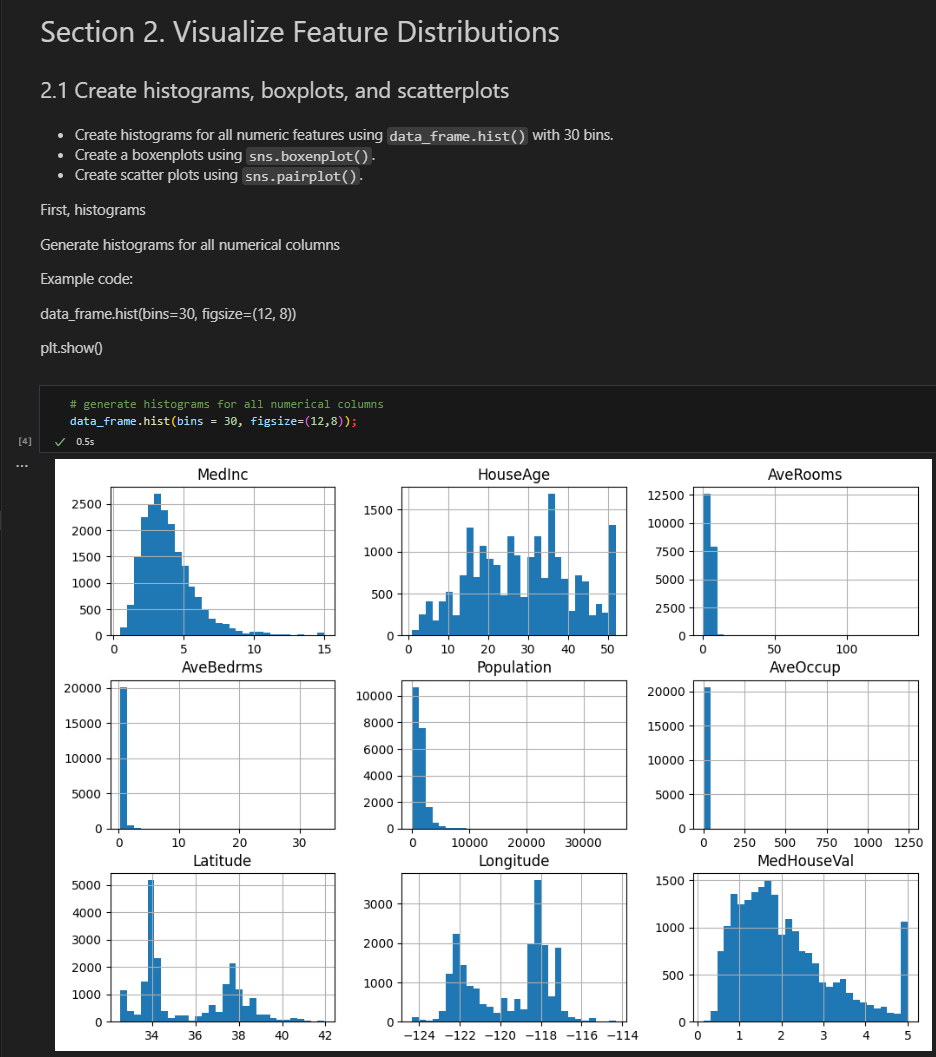 Section 2. Visualize Feature Distributions
2.1 Create histograms, boxplots, and scatterplots
• Create histograms for all numeric features using data_frame.hist() with 30 bins.
• Create a boxenplots using sns.boxenplot().
• Create scatter plots using sns.pairplot().
First, histograms
Generate histograms for all numerical columns
Example code:
data_frame.hist(bins=30, figsize=(12, 8))
plt.show()
# generate histograms for all numerical columns
data_frame.hist(bins = 30, figsize=(12,8));
[4] ✓ 0.5s
...
MedInc HouseAge AveRooms
2500
2000
1500
1000
500
0
0 5 10 15
1500
1000
500
0
0 10 20 30 40 50
12500
10000
7500
5000
2500
0
0 50 100
AveBedrms Population AveOccup
20000
15000
10000
5000
0
0 10 20 30
10000
8000
6000
4000
2000
0
0 10000 20000 30000
20000
15000
10000
5000
0
0 250 500 750 1000 1250
Latitude Longitude MedHouseVal
5000
4000
3000
2000
1000
0
34 36 38 40 42
3000
2000
1000
0
−124 −122 −120 −118 −116 −114
1500
1000
500
0
0 1 2 3 4 5